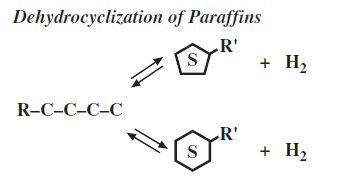 Dehydrocyclization of Paraffins
R'
S
+ H₂
R–C–C–C–C
R'
S
+ H₂